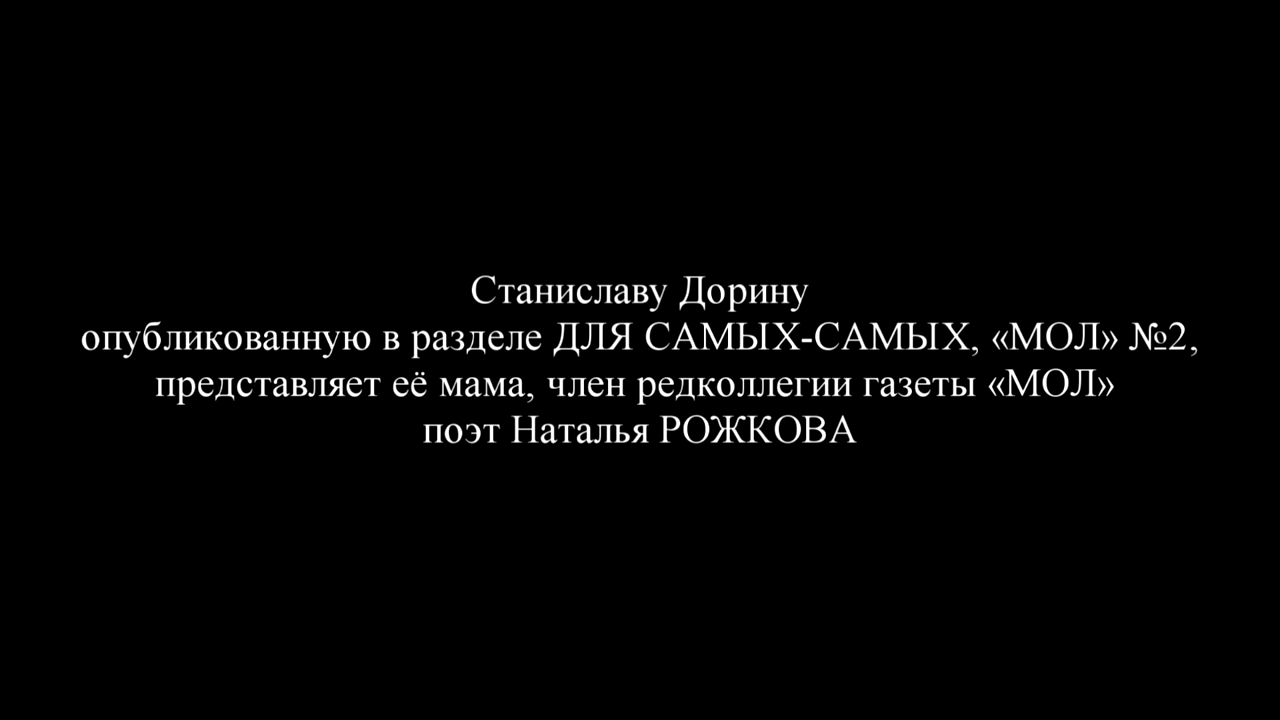 Станиславу Дорину
опубликованную в разделе ДЛЯ САМЫХ-САМЫХ, «МОЛ» №2,
представляет её мама, член редколлегии газеты «МОЛ»
поэт Наталья РОЖКОВА